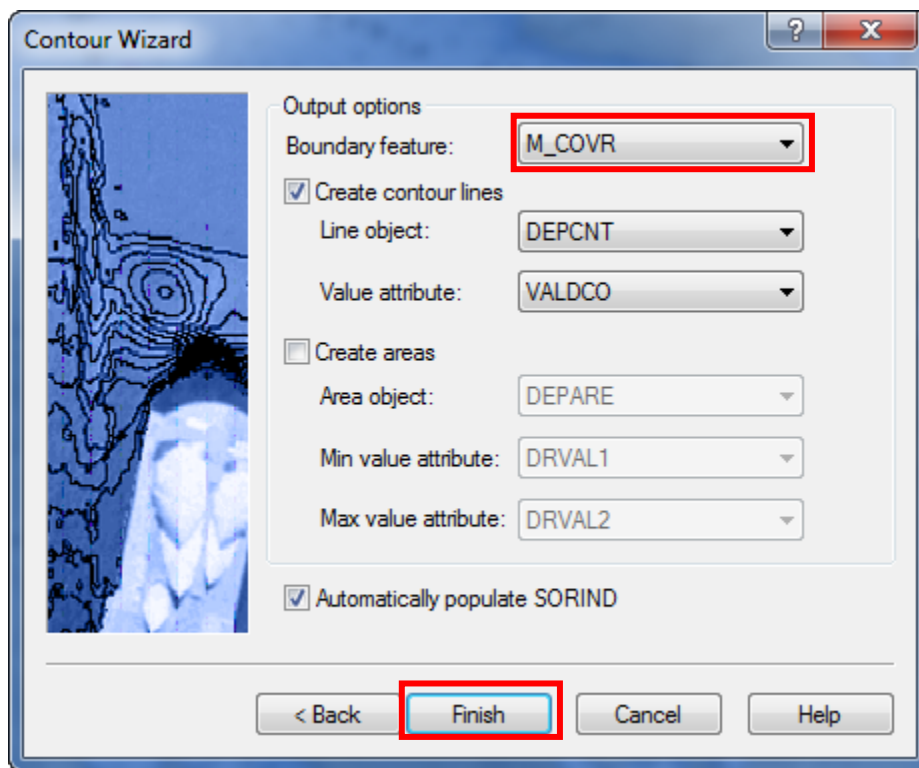 Contour Wizard
?
X
Output options
Boundary feature: M_COVR
Create contour lines
Line object: DEPCNT
Value attribute: VALDCO
Create areas
Area object: DEPARE
Min value attribute: DRVAL1
Max value attribute: DRVAL2
Automatically populate SORIND
< Back Finish Cancel Help